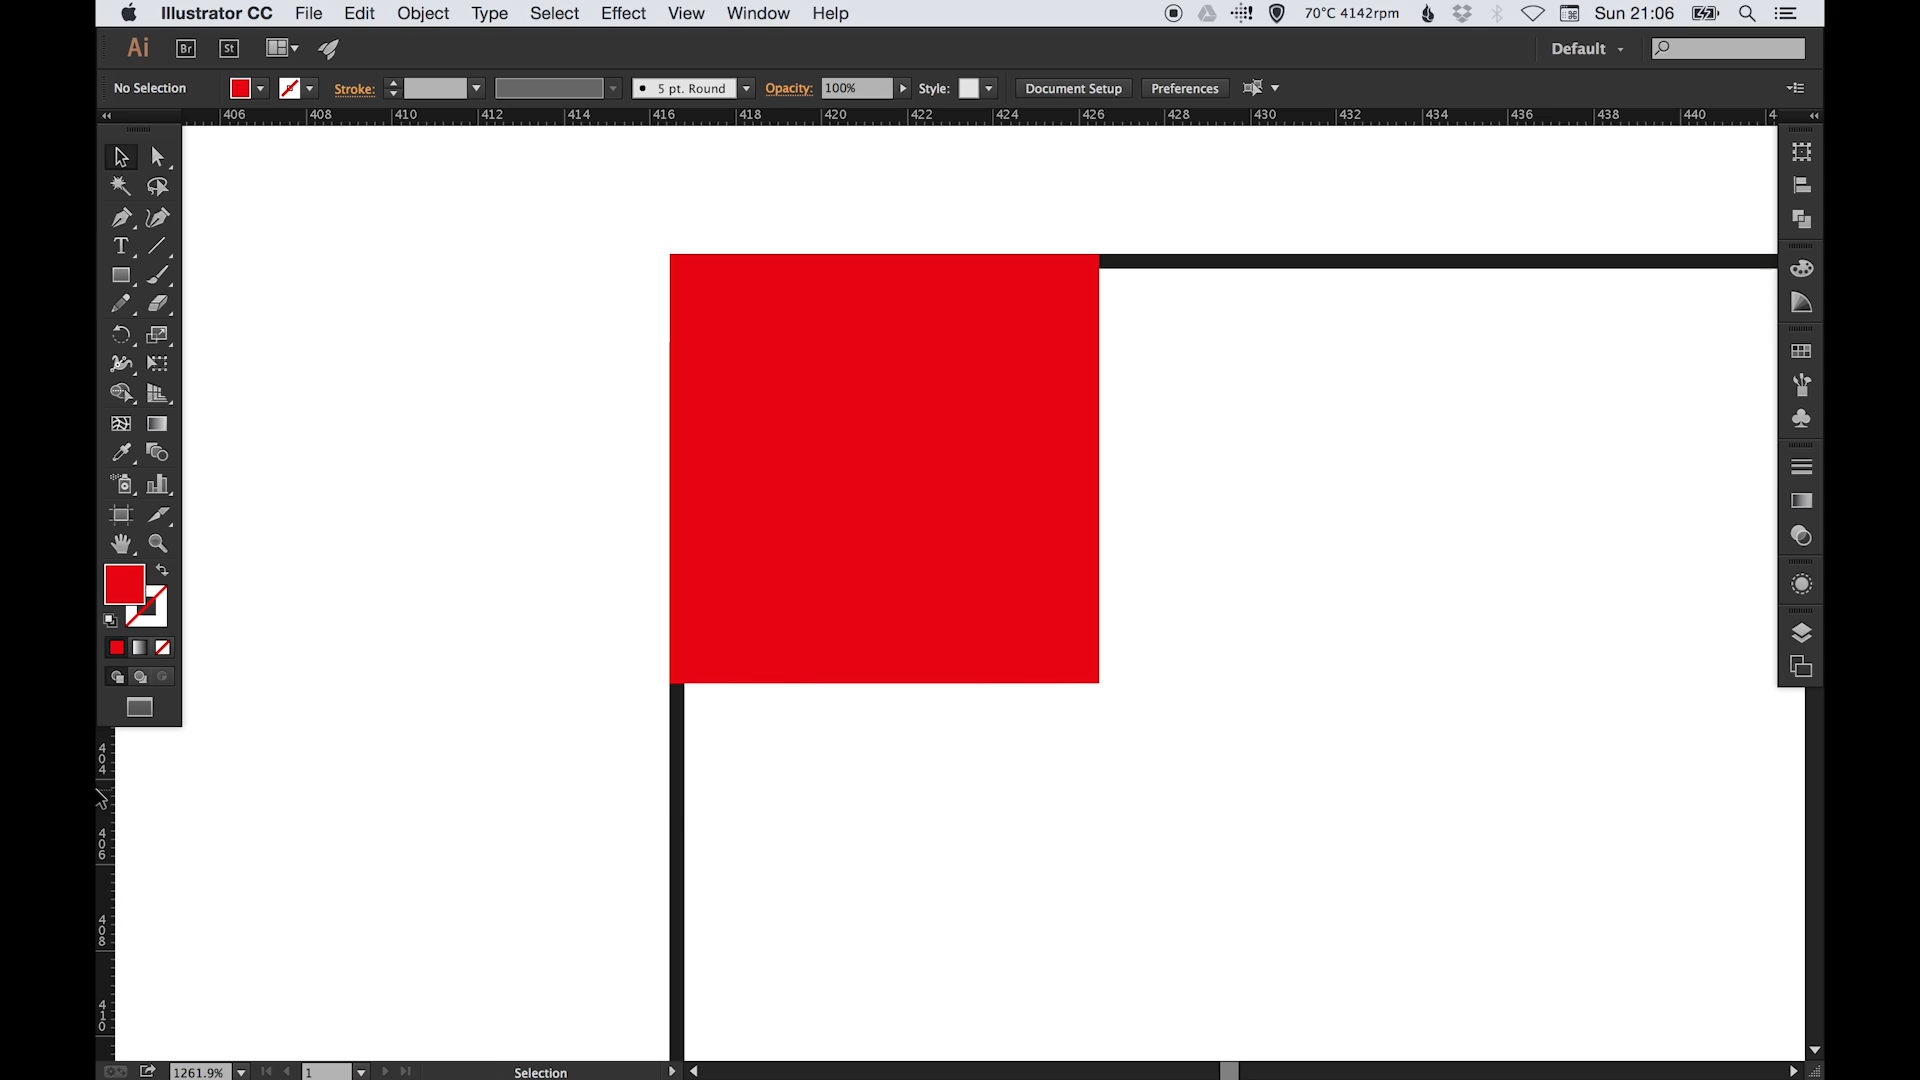 Illustrator CC File Edit Object Type Select Effect View Window Help 70°C 4142rpm Sun 21:06
Ai Br St Default
No Selection Stroke: 5 pt. Round Opacity: 100% Style: Document Setup Preferences
406 408 410 412 414 416 418 420 422 424 426 428 430 432 434 436 438 440
T
404
406
408
410
1261.9% 1 Selection